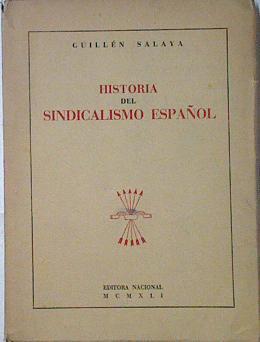 GUILLÉN SALAYA
HISTORIA
DEL
SINDICALISMO ESPAÑOL
EDITORA NACIONAL
MCMXLI